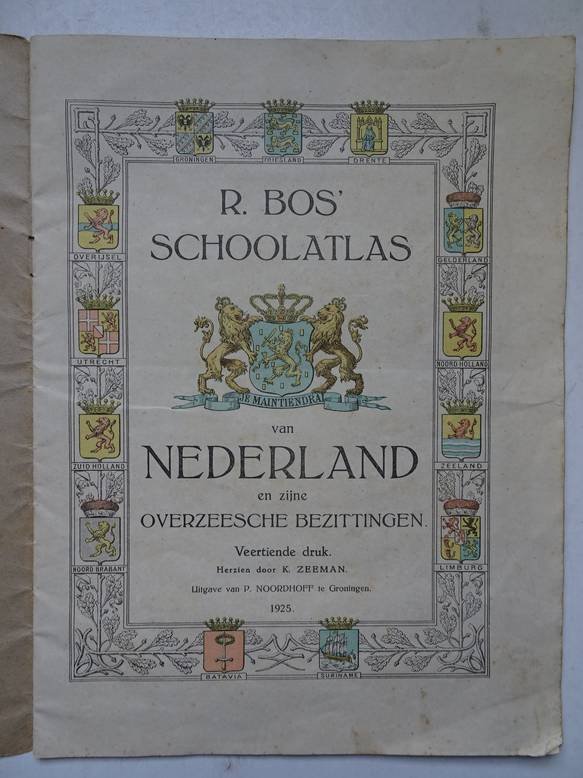 GRONINGEN FRIESLAND DRENTE
R. BOS'
SCHOOLATLAS
OVERIJSEL
GELDERLAND
JE MAINTIENDRAI
UTRECHT
NOORD HOLLAND
van
NEDERLAND
ZUID HOLLAND
ZEELAND
en zijne
OVERZEESCHE BEZITTINGEN.
Veertiende druk.
Herzien door K. ZEEMAN.
NOORD BRABANT
LIMBURG
Uitgave van P. NOORDHOFF te Groningen.
1925.
BATAVIA SURINAME